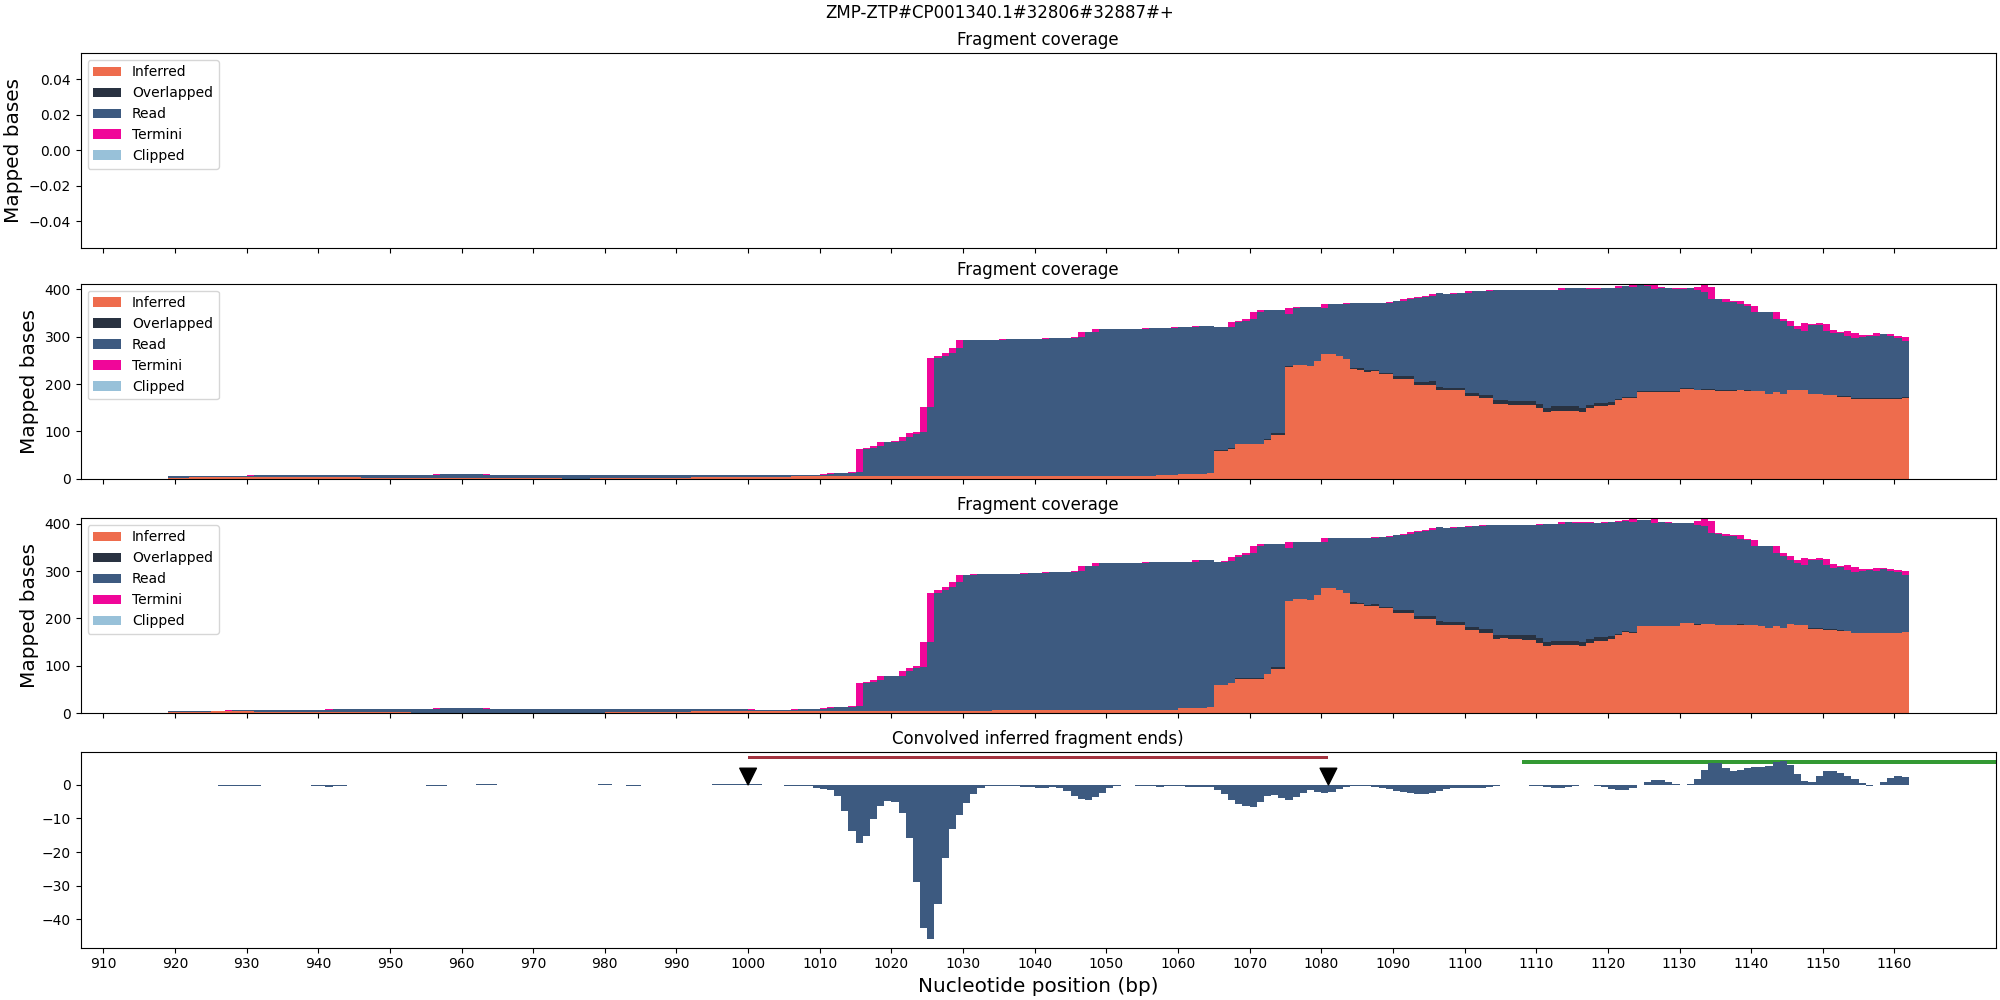 ZMP-ZTP#CP001340.1#32806#32887#+
Fragment coverage
Mapped bases
0.04
0.02
0.00
−0.02
−0.04
Inferred
Overlapped
Read
Termini
Clipped
Fragment coverage
Mapped bases
400
300
200
100
0
Inferred
Overlapped
Read
Termini
Clipped
Fragment coverage
Mapped bases
400
300
200
100
0
Inferred
Overlapped
Read
Termini
Clipped
Convolved inferred fragment ends)
0
−10
−20
−30
−40
910 920 930 940 950 960 970 980 990 1000 1010 1020 1030 1040 1050 1060 1070 1080 1090 1100 1110 1120 1130 1140 1150 1160
Nucleotide position (bp)